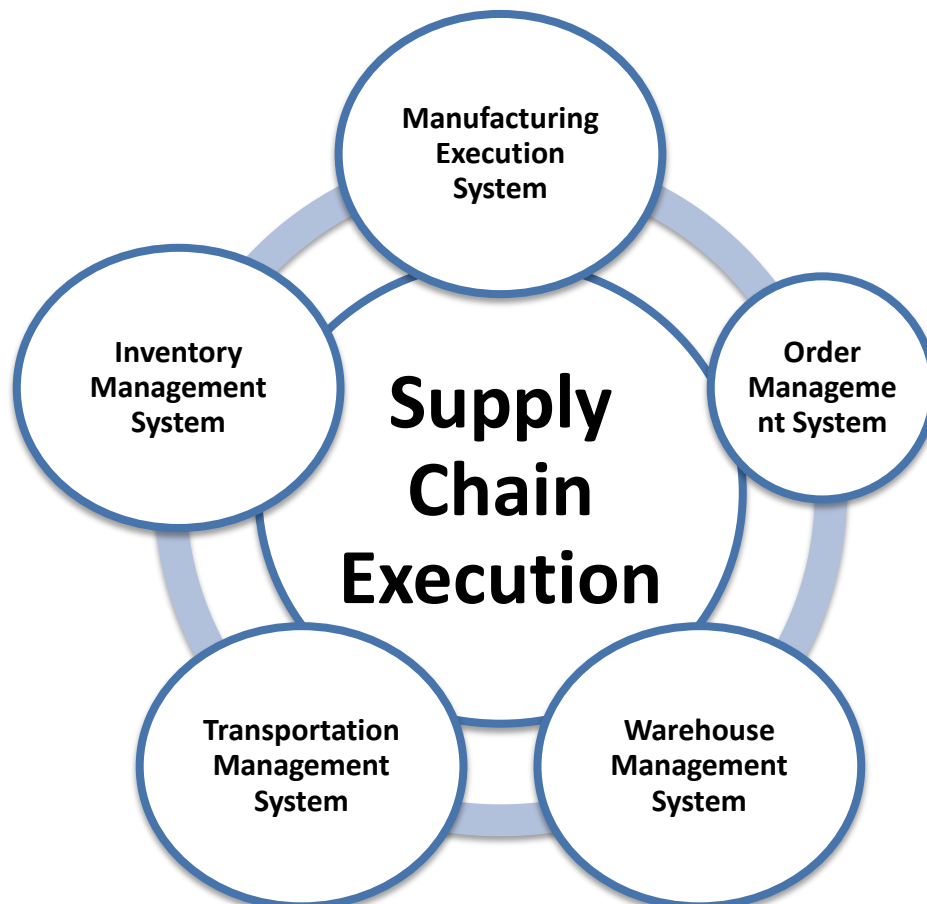 Manufacturing
Execution
System
Order
Manageme
nt System
Warehouse
Management
System
Transportation
Management
System
Inventory
Management
System
Supply
Chain
Execution